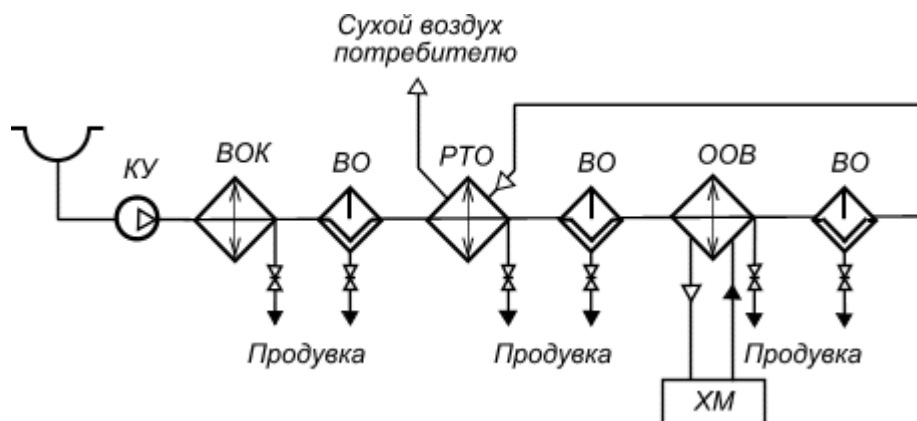 Сухой воздух
потребителю
КУ
ВОК
ВО
РТО
ВО
ООВ
ВО
Продувка
Продувка
Продувка
ХМ